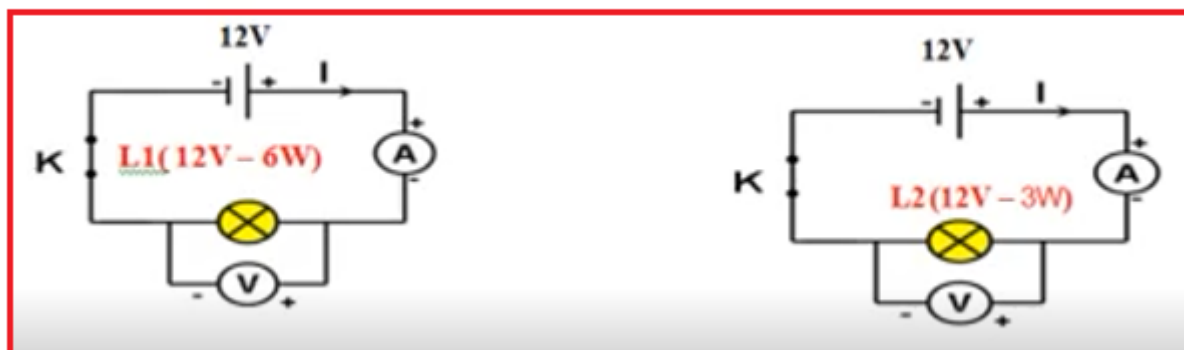 12V
- + I
+
K L1( 12V – 6W) A
-
V
- +
12V
- + I
+
K L2 (12V – 3W) A
-
V
- +